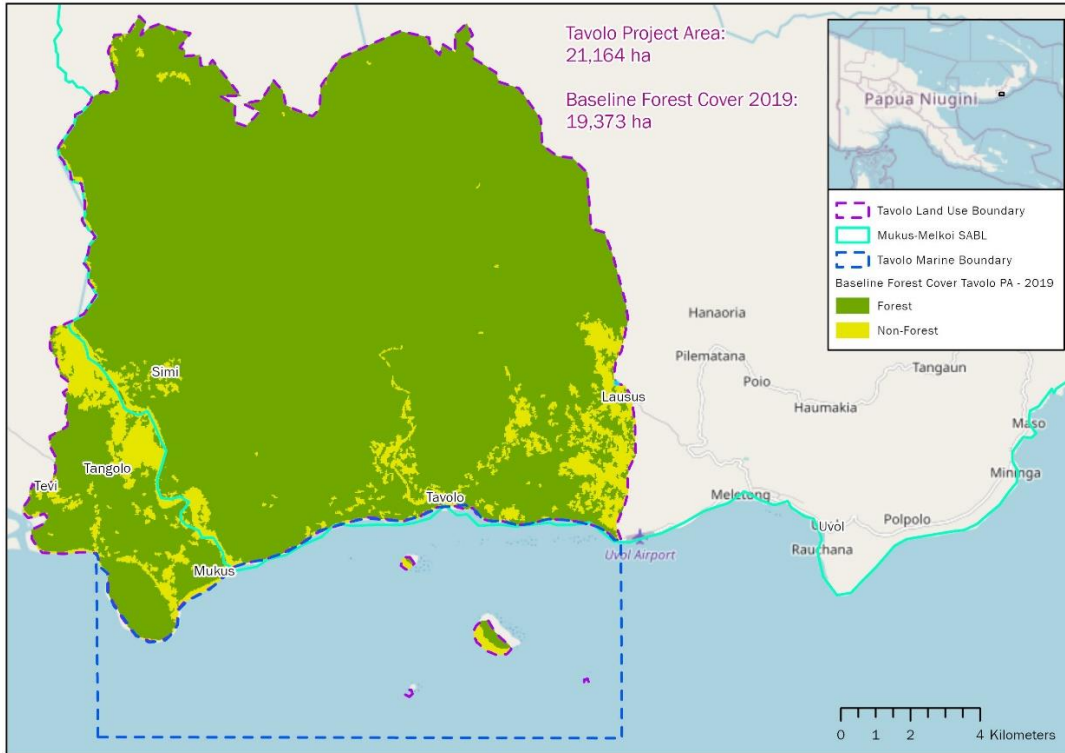 Tavolo Project Area:
21,164 ha
Baseline Forest Cover 2019:
19,373 ha
Papua Niugini
Tavolo Land Use Boundary
Mukus-Melkoi SABL
Tavolo Marine Boundary
Baseline Forest Cover Tavolo PA - 2019
Forest
Non-Forest
Hanaoria
Pilematana
Poio
Tangaun
Haumakia
Simi
Lausus
Maso
Tangolo
Tevi
Mininga
Tavolo
Meletong
Uvol
Polpolo
Rauchana
Uvol Airport
Mukus
0 1 2 4 Kilometers